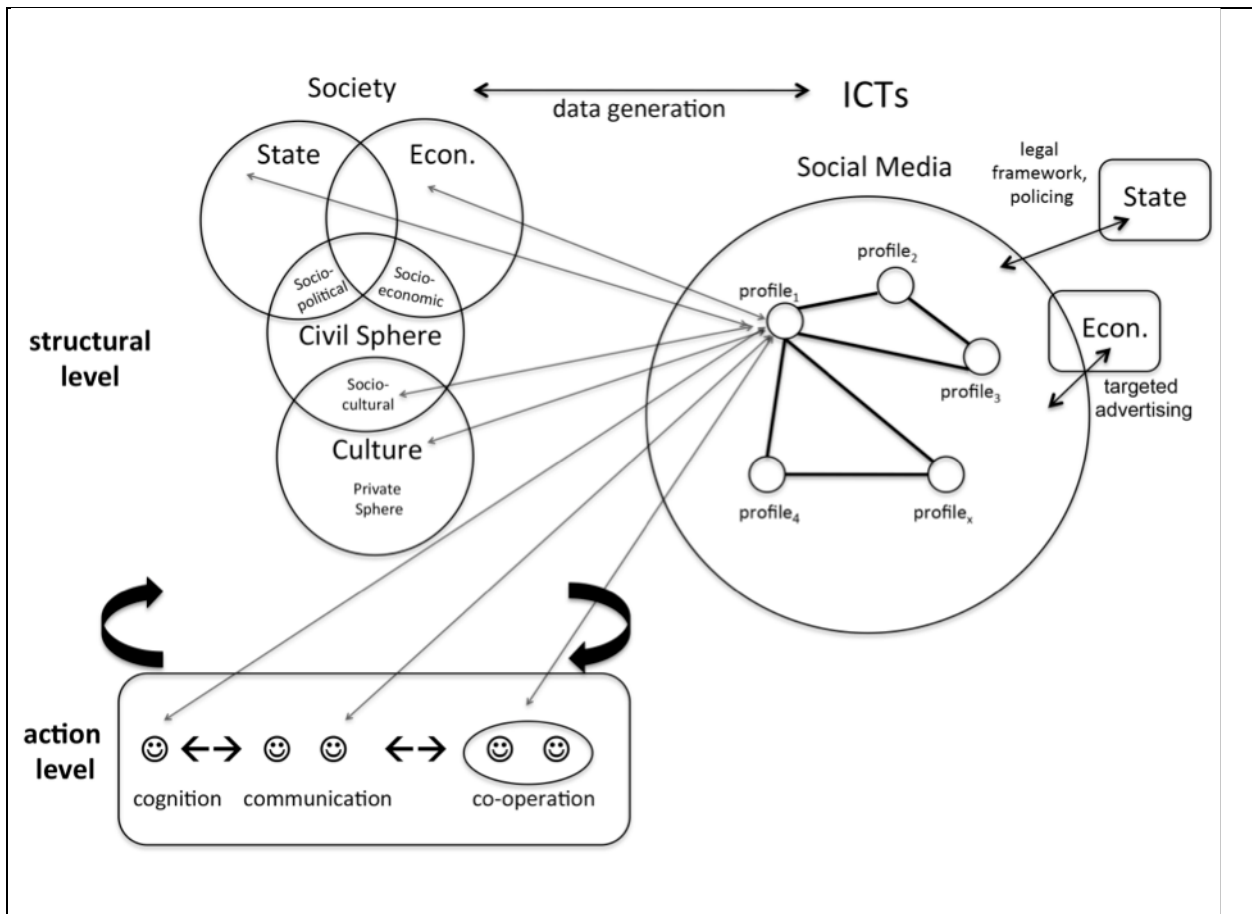 Society
data generation
ICTs
State
Econ.
Socio-
political
Socio-
economic
Civil Sphere
Socio-
cultural
Culture
Private
Sphere
structural
level
Social Media
profile₁
profile₂
profile₃
profile₄
profileₓ
legal
framework,
policing
State
Econ.
targeted
advertising
action
level
cognition
communication
co-operation